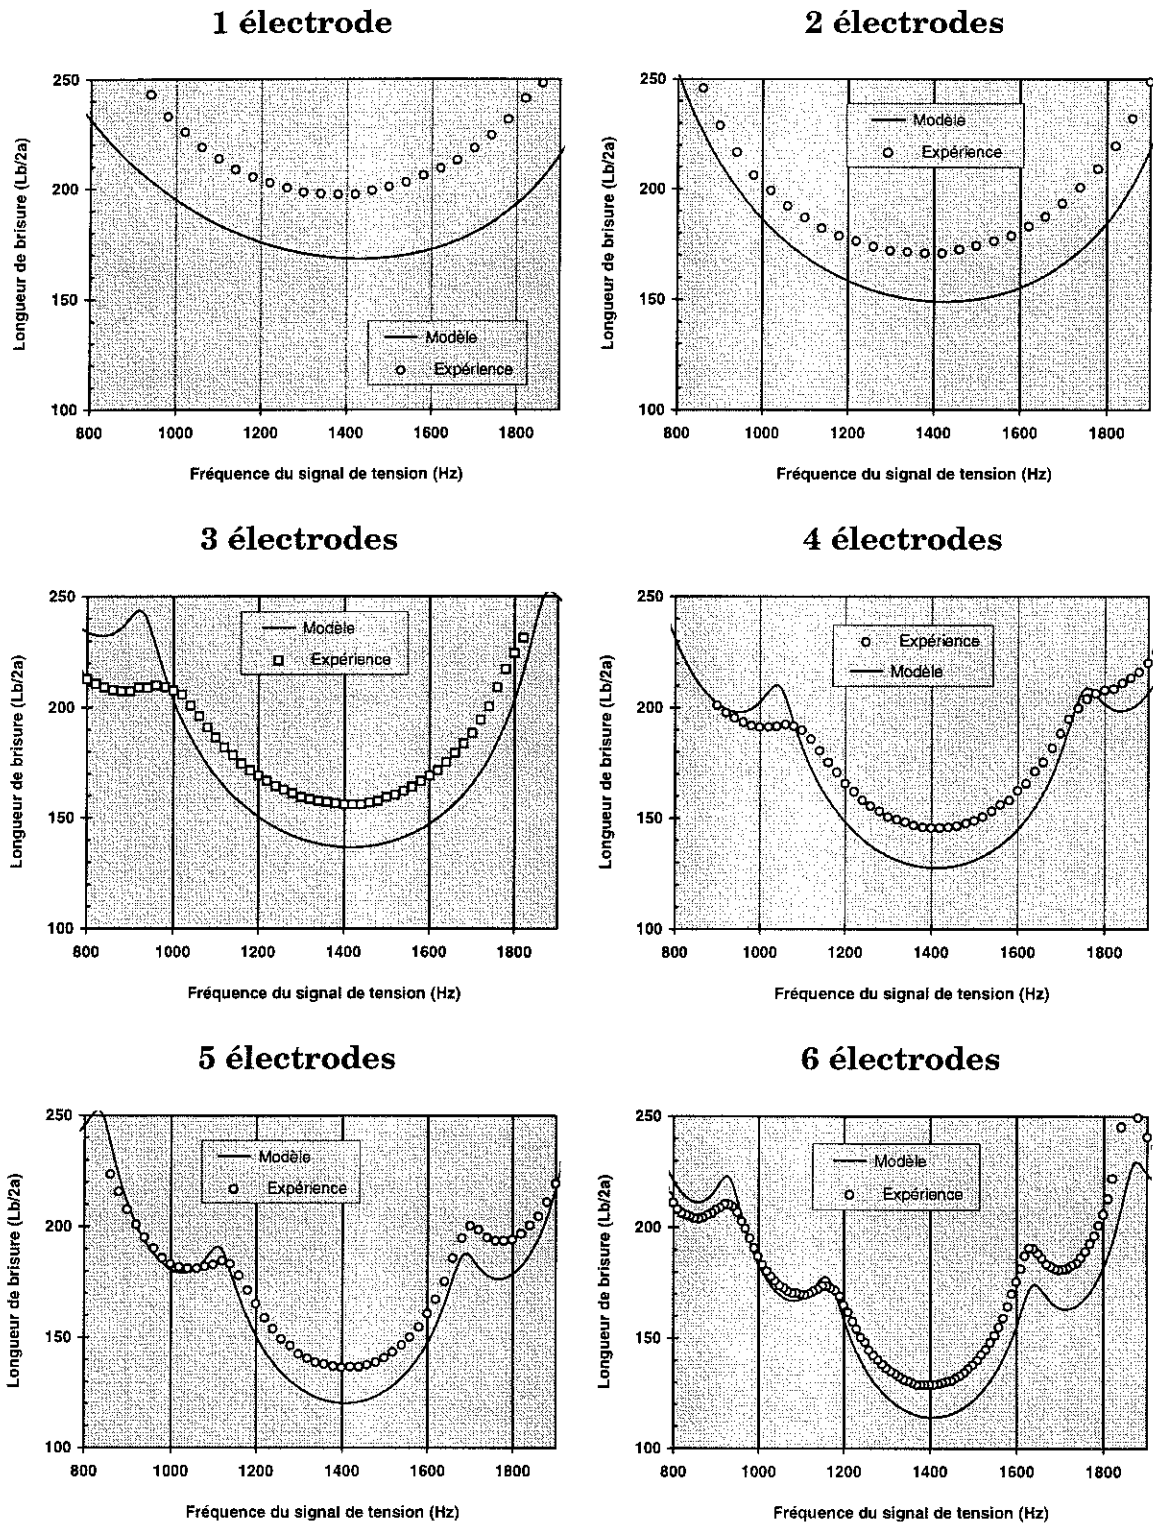 1 électrode
2 électrodes
Longueur de brisure (Lb/2a)
250
200
150
100
Modèle
Expérience
800 1000 1200 1400 1600 1800
Fréquence du signal de tension (Hz)
Longueur de brisure (Lb/2a)
250
200
150
100
Modèle
Expérience
800 1000 1200 1400 1600 1800
Fréquence du signal de tension (Hz)
3 électrodes
4 électrodes
Longueur de brisure (Lb/2a)
250
200
150
100
Modèle
Expérience
800 1000 1200 1400 1600 1800
Fréquence du signal de tension (Hz)
Longueur de brisure (Lb/2a)
250
200
150
100
Expérience
Modèle
800 1000 1200 1400 1600 1800
Fréquence du signal de tension (Hz)
5 électrodes
6 électrodes
Longueur de brisure (Lb/2a)
250
200
150
100
Modèle
Expérience
800 1000 1200 1400 1600 1800
Fréquence du signal de tension (Hz)
Longueur de brisure (Lb/2a)
250
200
150
100
Modèle
Expérience
800 1000 1200 1400 1600 1800
Fréquence du signal de tension (Hz)